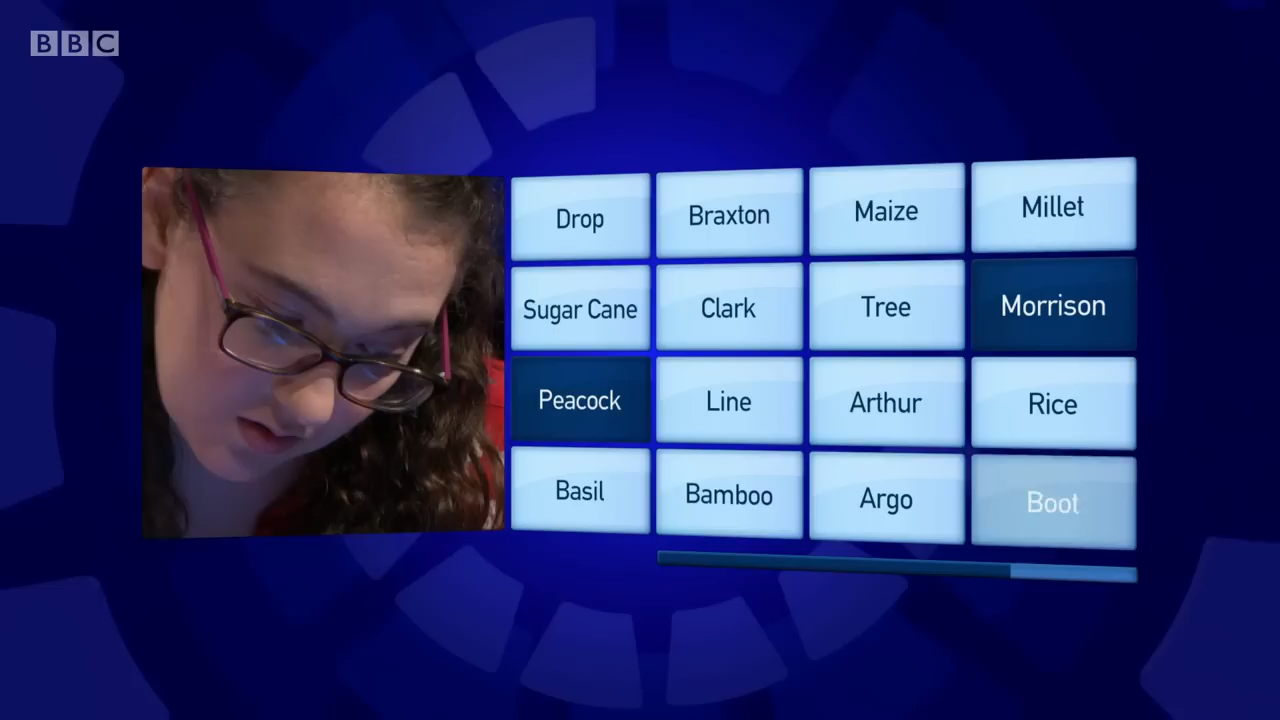 BBC
Drop
Braxton
Maize
Millet
Sugar Cane
Clark
Tree
Morrison
Peacock
Line
Arthur
Rice
Basil
Bamboo
Argo
Boot